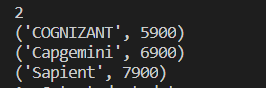 2
('COGNIZANT', 5900)
('Capgemini', 6900)
('Sapient', 7900)